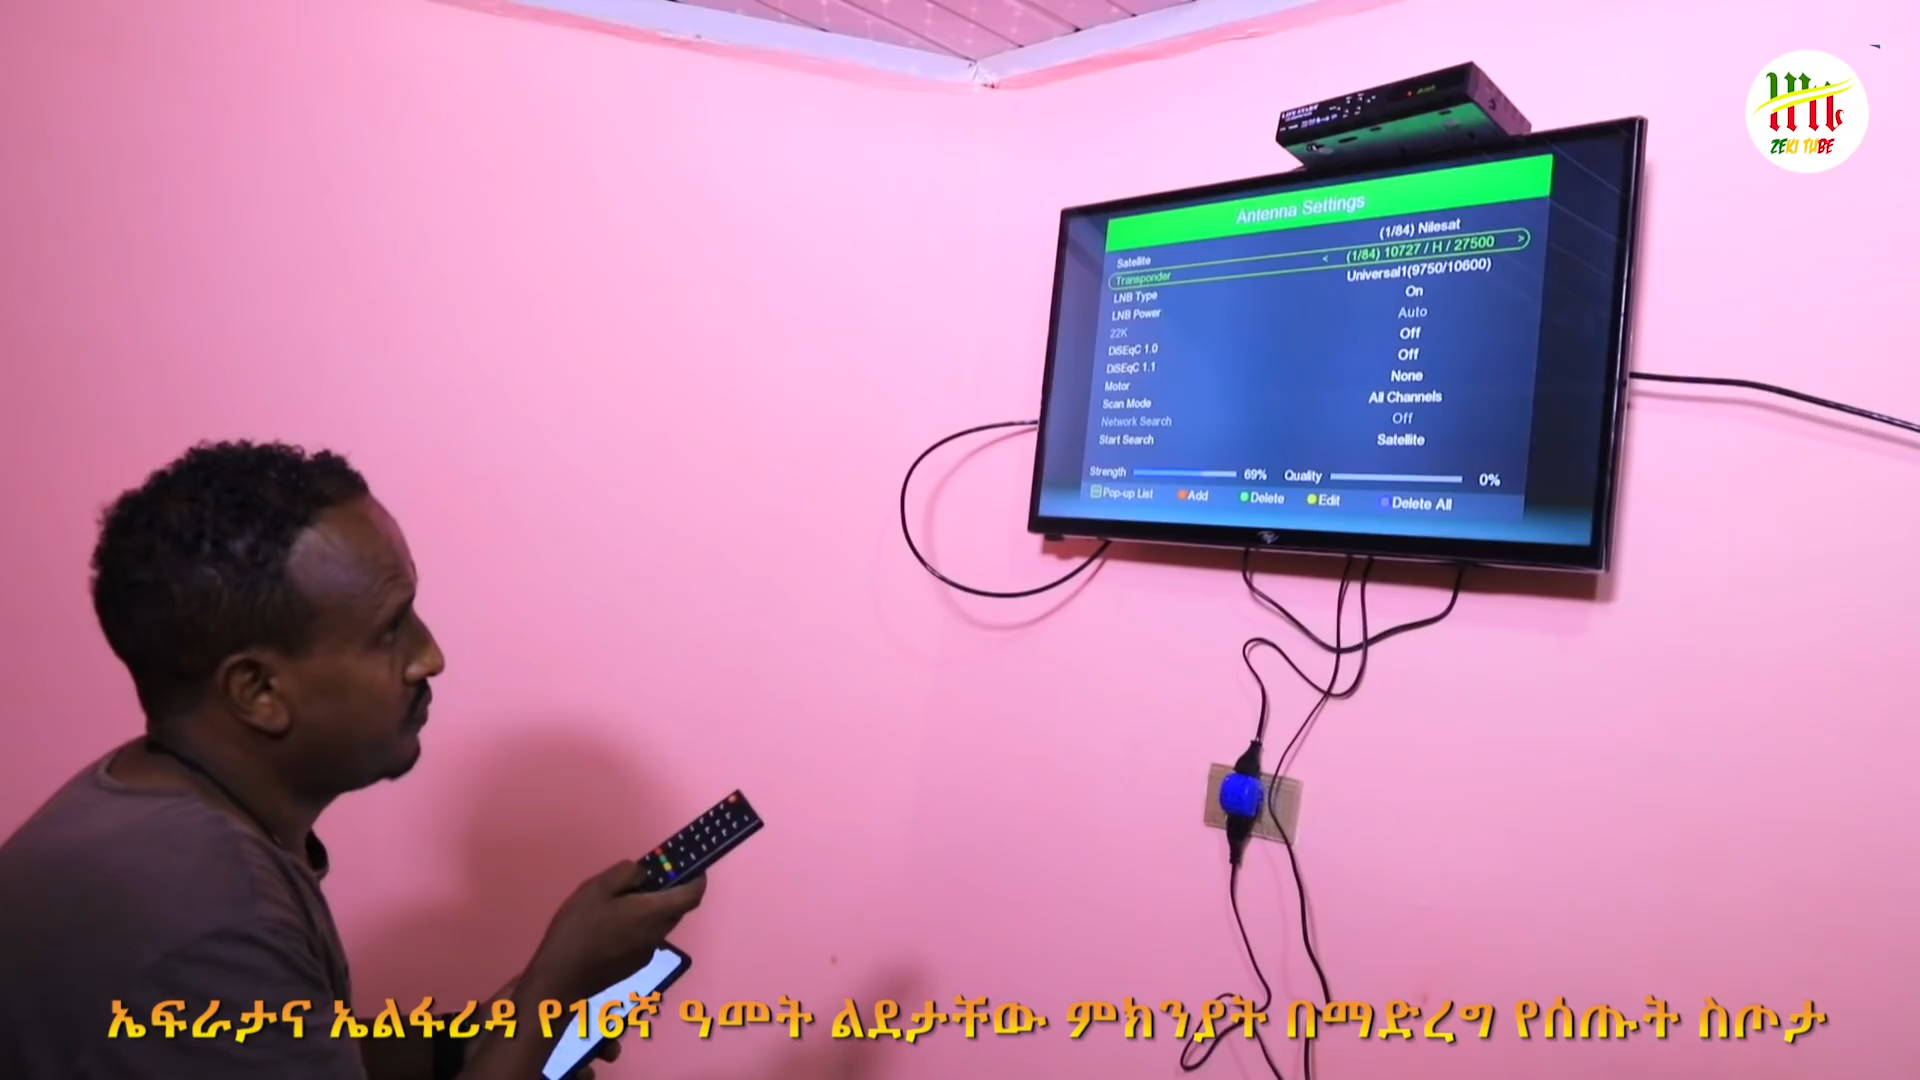 ZEKI TUBE
Antenna Settings
Satellite (1/84) Nilesat
Transponder < (1/84) 10727 / H / 27500 >
LNB Type Universal1(9750/10600)
LNB Power On
22K Auto
DiSEqC 1.0 Off
DiSEqC 1.1 Off
Motor None
Scan Mode All Channels
Network Search Off
Start Search Satellite
Strength 69% Quality 0%
Pop-up List Add Delete Edit Delete All
ኤፍራታና ኤልፋሪዳ የ16ኛ ዓመት ልደታቸው ምክንያት በማድረግ የሰጡት ስጦታ